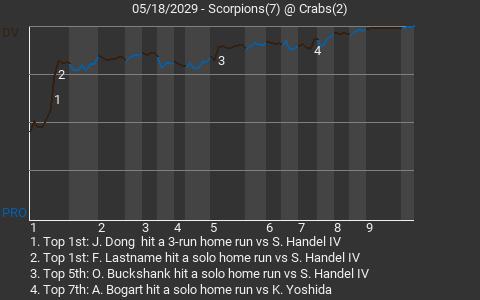 05/18/2029 - Scorpions(7) @ Crabs(2)
DV
2
3
4
1
PRO
1 2 3 4 5 6 7 8 9
1. Top 1st: J. Dong  hit a 3-run home run vs S. Handel IV
2. Top 1st: F. Lastname hit a solo home run vs S. Handel IV
3. Top 5th: O. Buckshank hit a solo home run vs S. Handel IV
4. Top 7th: A. Bogart hit a solo home run vs K. Yoshida